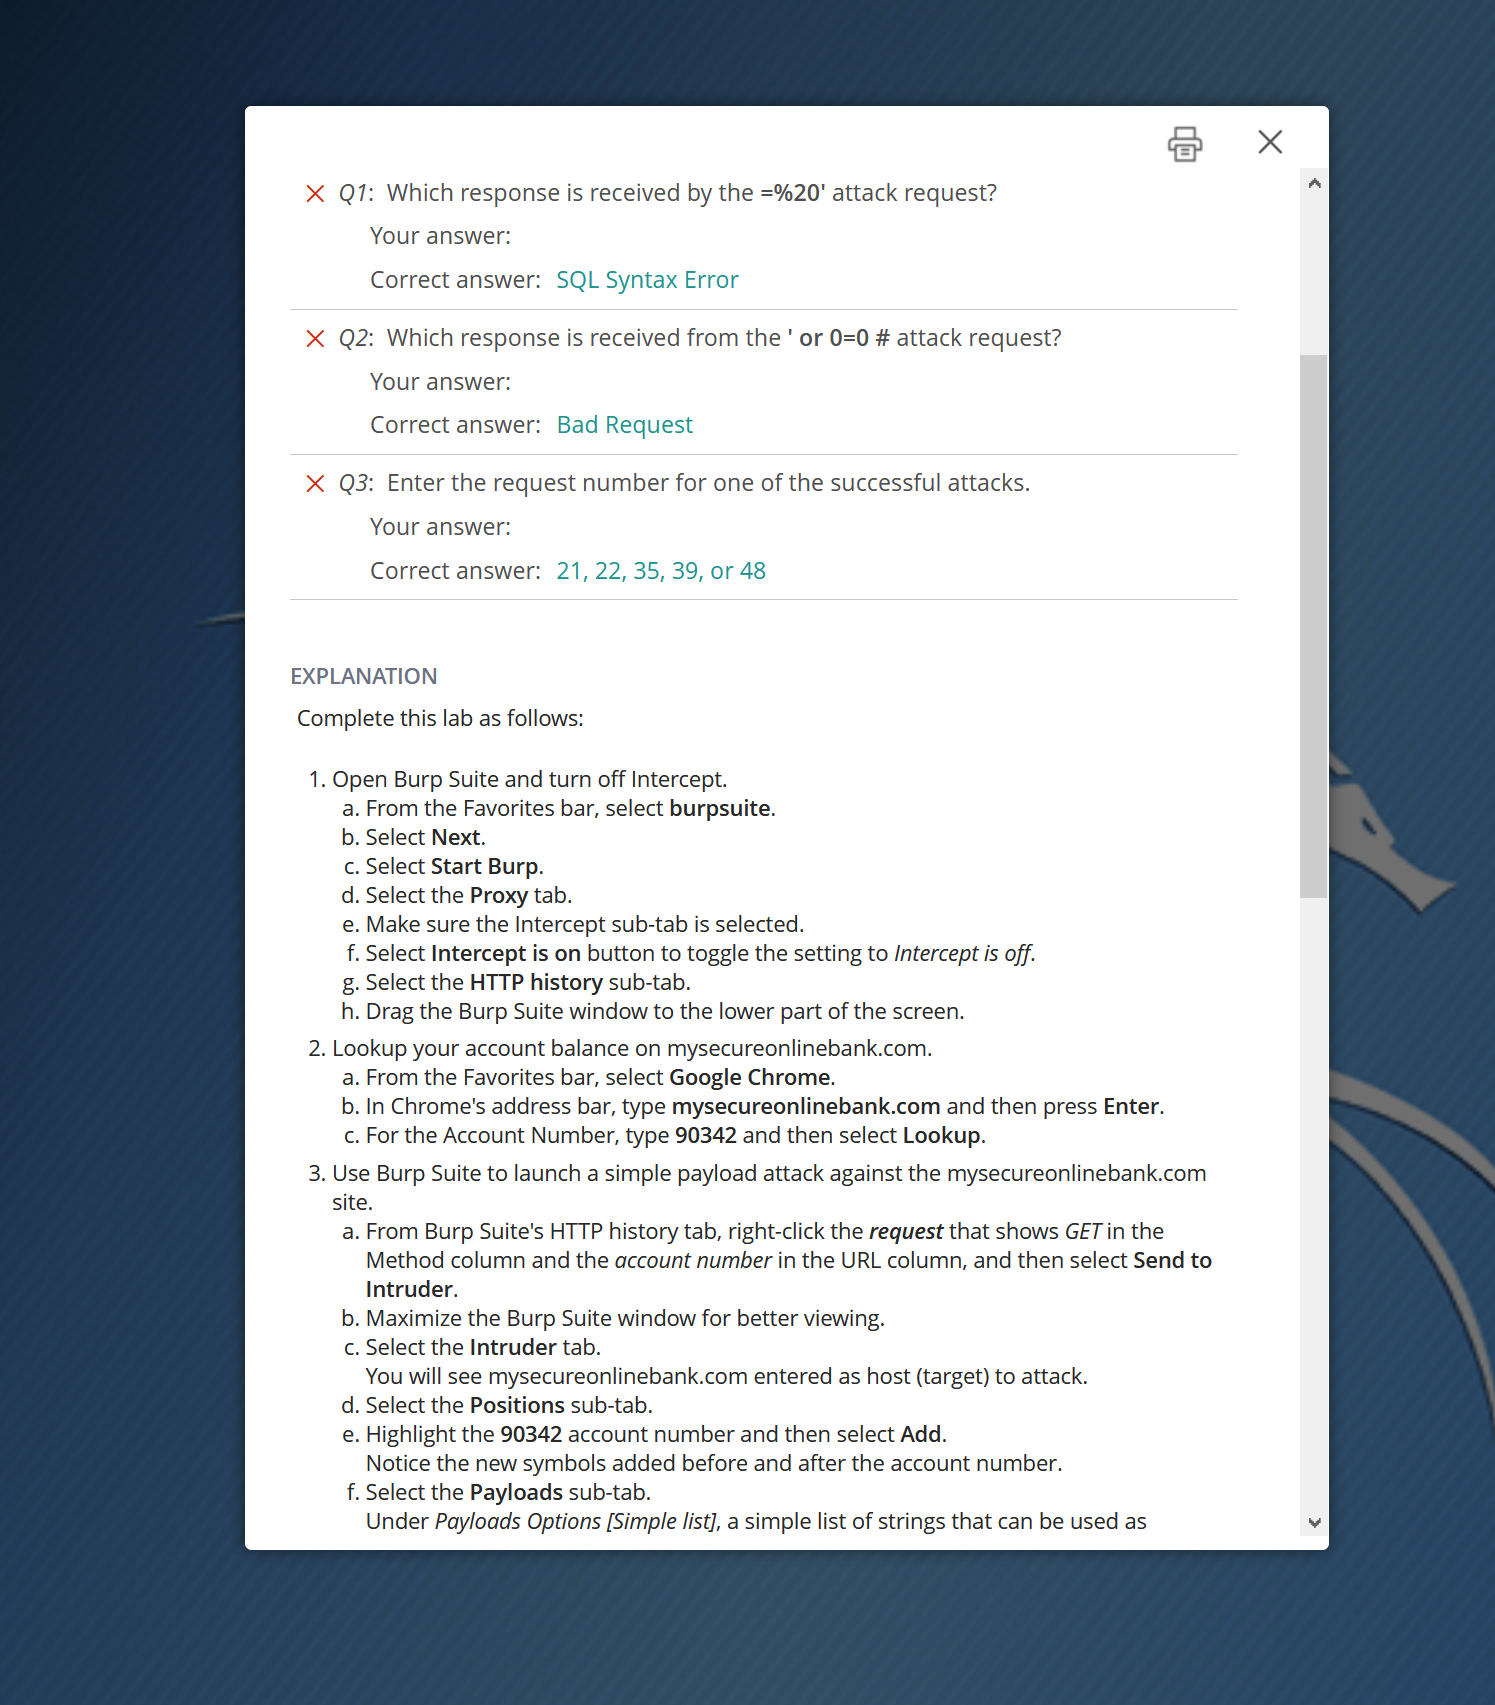 Q1: Which response is received by the =%20' attack request?
Your answer:
Correct answer: SQL Syntax Error
Q2: Which response is received from the ' or 0=0 # attack request?
Your answer:
Correct answer: Bad Request
Q3: Enter the request number for one of the successful attacks.
Your answer:
Correct answer: 21, 22, 35, 39, or 48
EXPLANATION
Complete this lab as follows:
1. Open Burp Suite and turn off Intercept.
a. From the Favorites bar, select burpsuite.
b. Select Next.
c. Select Start Burp.
d. Select the Proxy tab.
e. Make sure the Intercept sub-tab is selected.
f. Select Intercept is on button to toggle the setting to Intercept is off.
g. Select the HTTP history sub-tab.
h. Drag the Burp Suite window to the lower part of the screen.
2. Lookup your account balance on mysecureonlinebank.com.
a. From the Favorites bar, select Google Chrome.
b. In Chrome's address bar, type mysecureonlinebank.com and then press Enter.
c. For the Account Number, type 90342 and then select Lookup.
3. Use Burp Suite to launch a simple payload attack against the mysecureonlinebank.com
site.
a. From Burp Suite's HTTP history tab, right-click the request that shows GET in the
Method column and the account number in the URL column, and then select Send to
Intruder.
b. Maximize the Burp Suite window for better viewing.
c. Select the Intruder tab.
You will see mysecureonlinebank.com entered as host (target) to attack.
d. Select the Positions sub-tab.
e. Highlight the 90342 account number and then select Add.
Notice the new symbols added before and after the account number.
f. Select the Payloads sub-tab.
Under Payloads Options [Simple list], a simple list of strings that can be used as